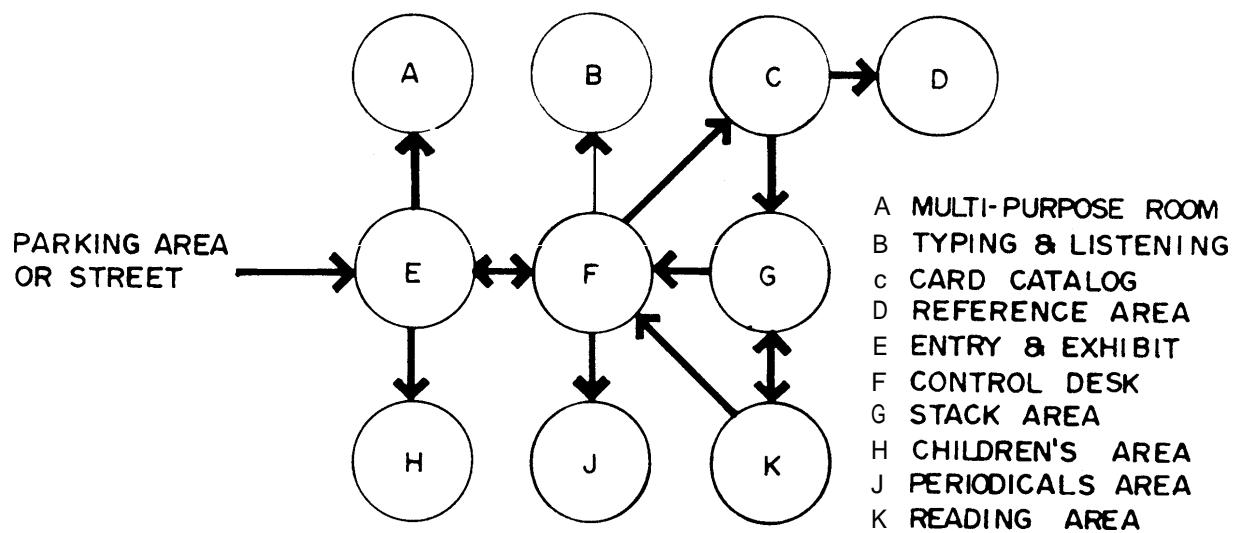 A B C D
PARKING AREA
OR STREET
E F G
H J K
A MULTI-PURPOSE ROOM
B TYPING & LISTENING
c CARD CATALOG
D REFERENCE AREA
E ENTRY & EXHIBIT
F CONTROL DESK
G STACK AREA
H CHILDREN'S AREA
J PERIODICALS AREA
K READING AREA